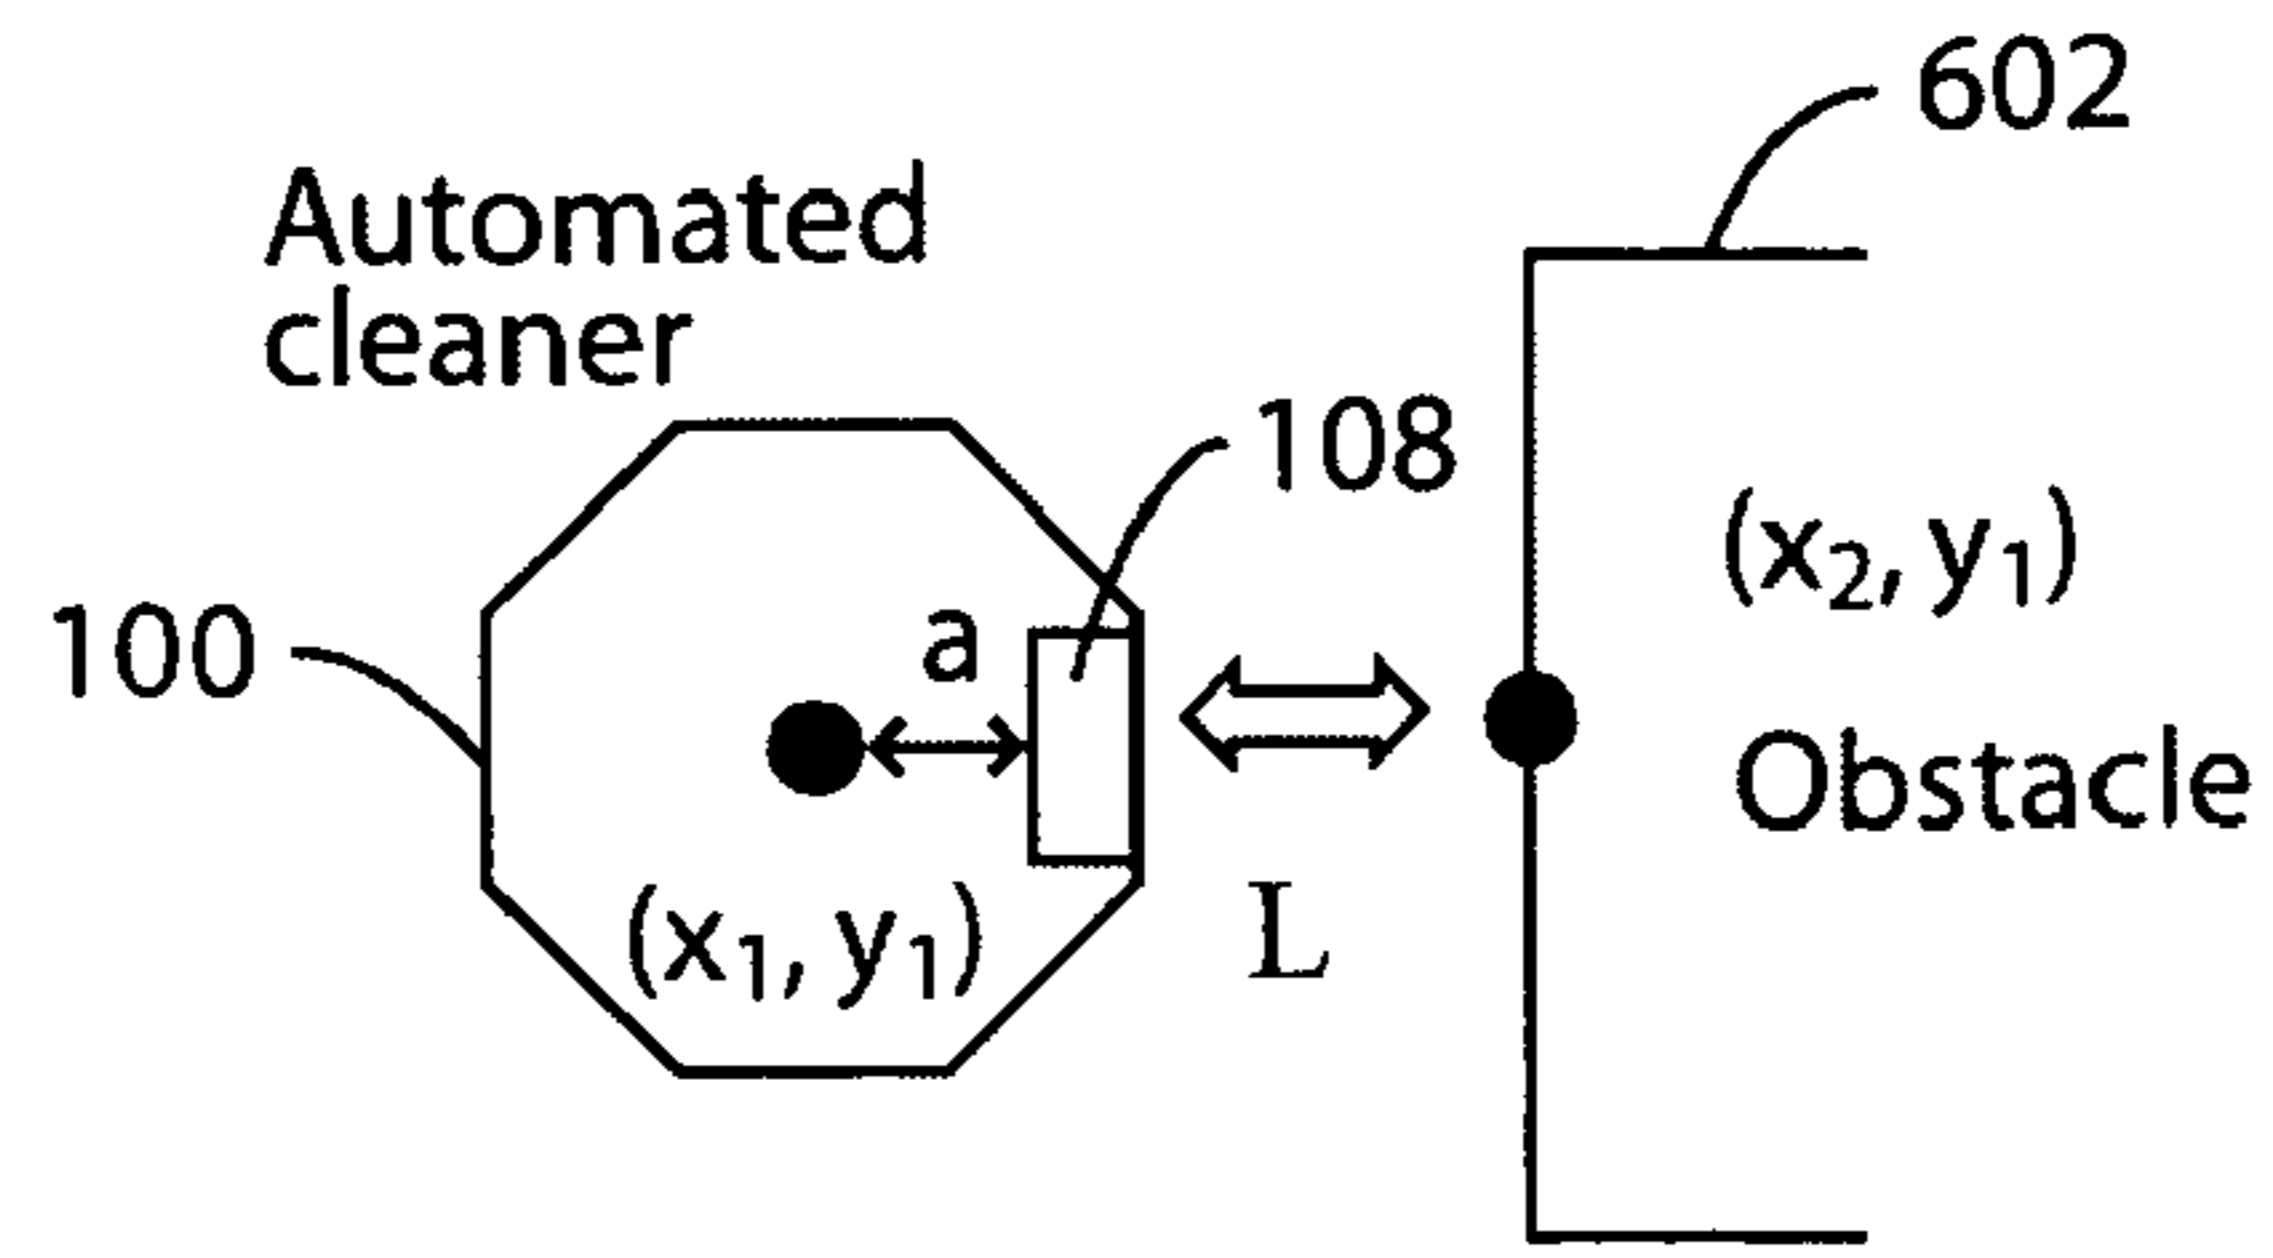 602
Automated
cleaner
108
(x₂, y₁)
100
a
Obstacle
(x₁, y₁)
L